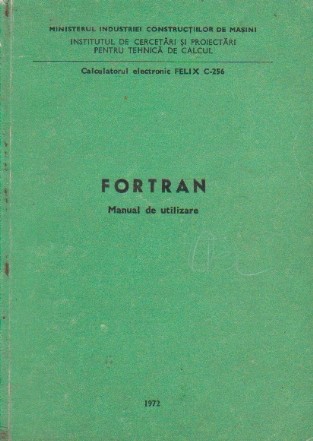 MINISTERUL INDUSTRIEI CONSTRUCȚIILOR DE MAȘINI
INSTITUTUL DE CERCETĂRI ȘI PROIECTĂRI
PENTRU TEHNICĂ DE CALCUL
Calculatorul electronic FELIX C-256
FORTRAN
Manual de utilizare
1972